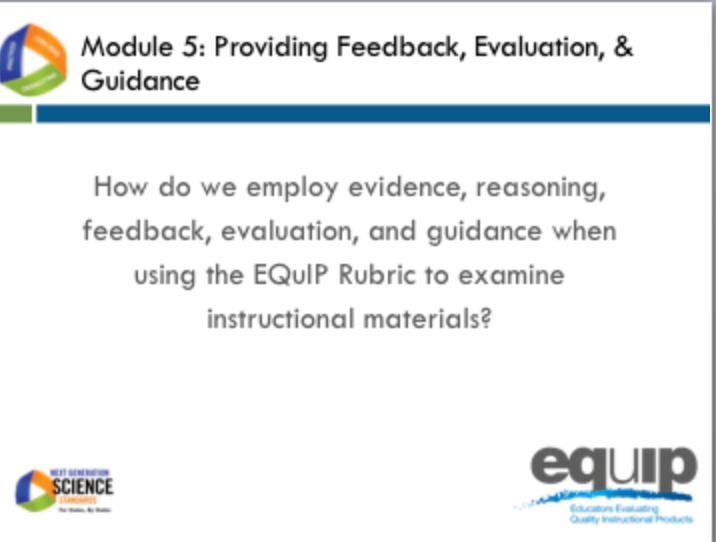 Module 5: Providing Feedback, Evaluation, &
Guidance
How do we employ evidence, reasoning,
feedback, evaluation, and guidance when
using the EQuIP Rubric to examine
instructional materials?
NEXT GENERATION
SCIENCE
STANDARDS
For States, By States
equip
Educators Evaluating
Quality Instructional Products